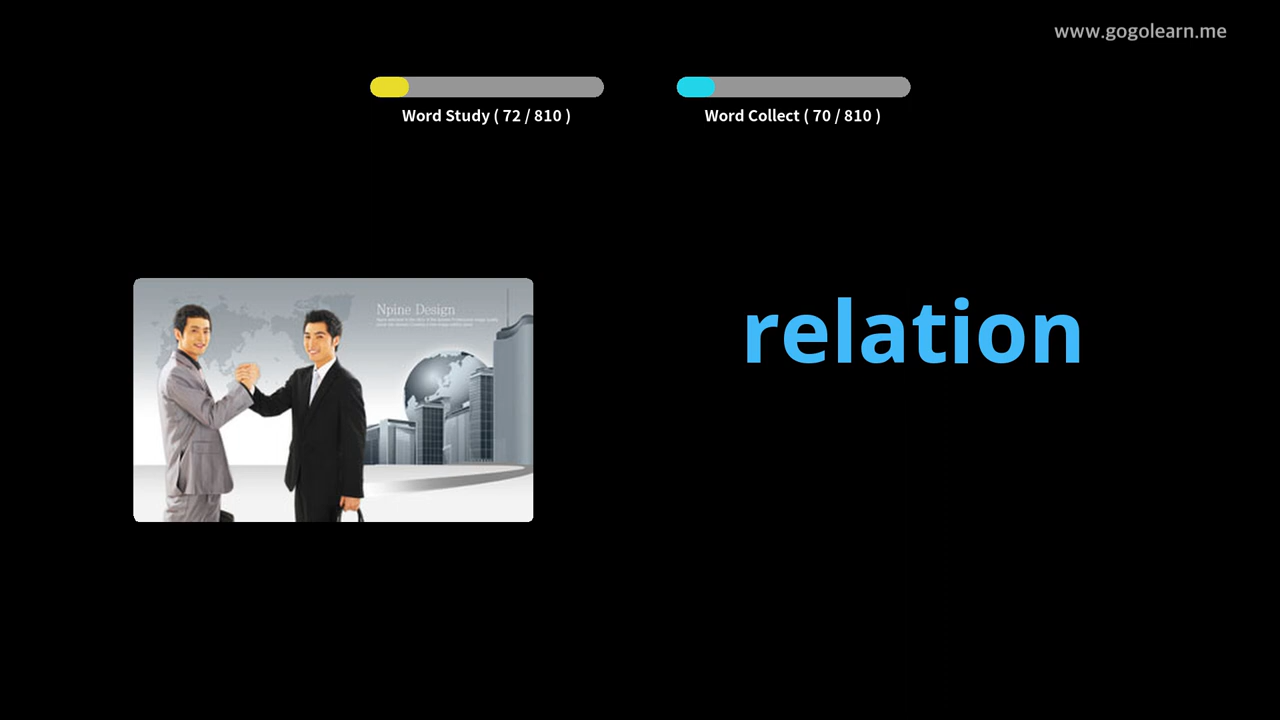 www.gogolearn.me
Word Study ( 72 / 810 )
Word Collect ( 70 / 810 )
Npine Design
relation